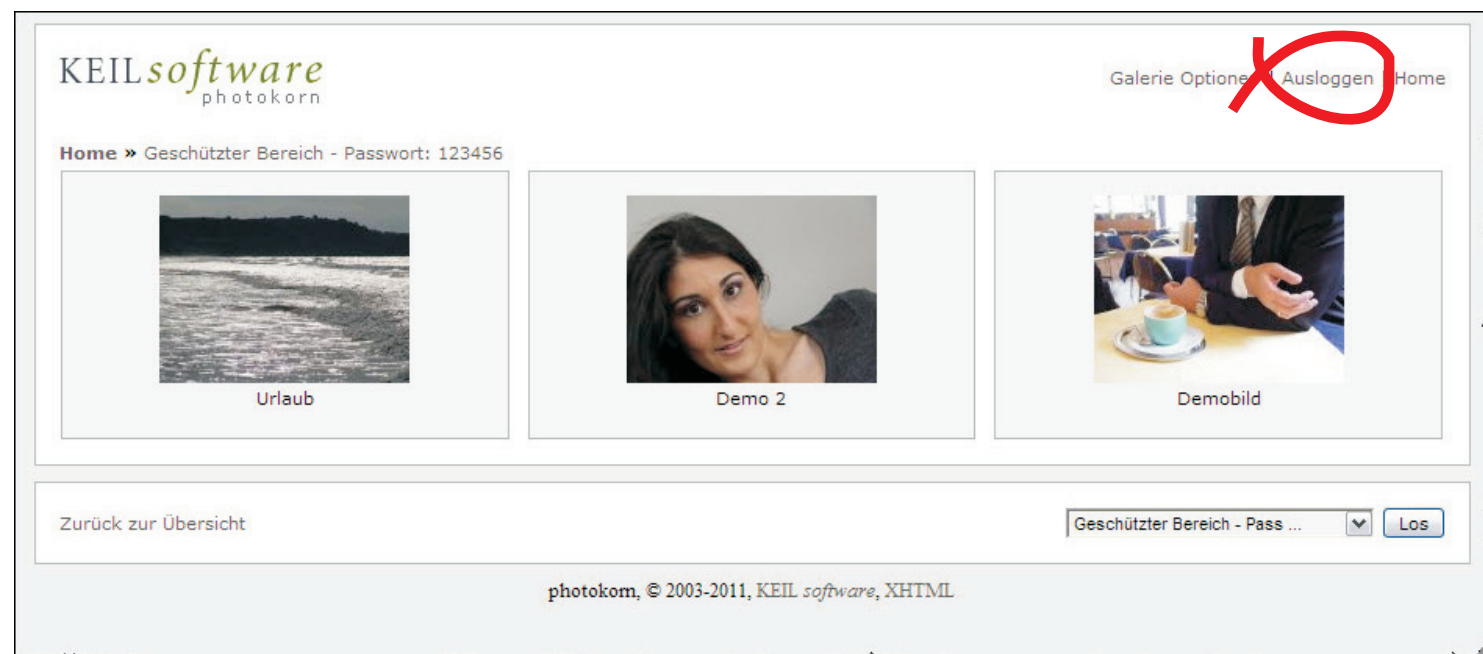 KEIL software
photokorn
Galerie Optione | Ausloggen | Home
Home » Geschützter Bereich - Passwort: 123456
Urlaub
Demo 2
Demobild
Zurück zur Übersicht
Geschützter Bereich - Pass ...
Los
photokorn, © 2003-2011, KEIL software, XHTML